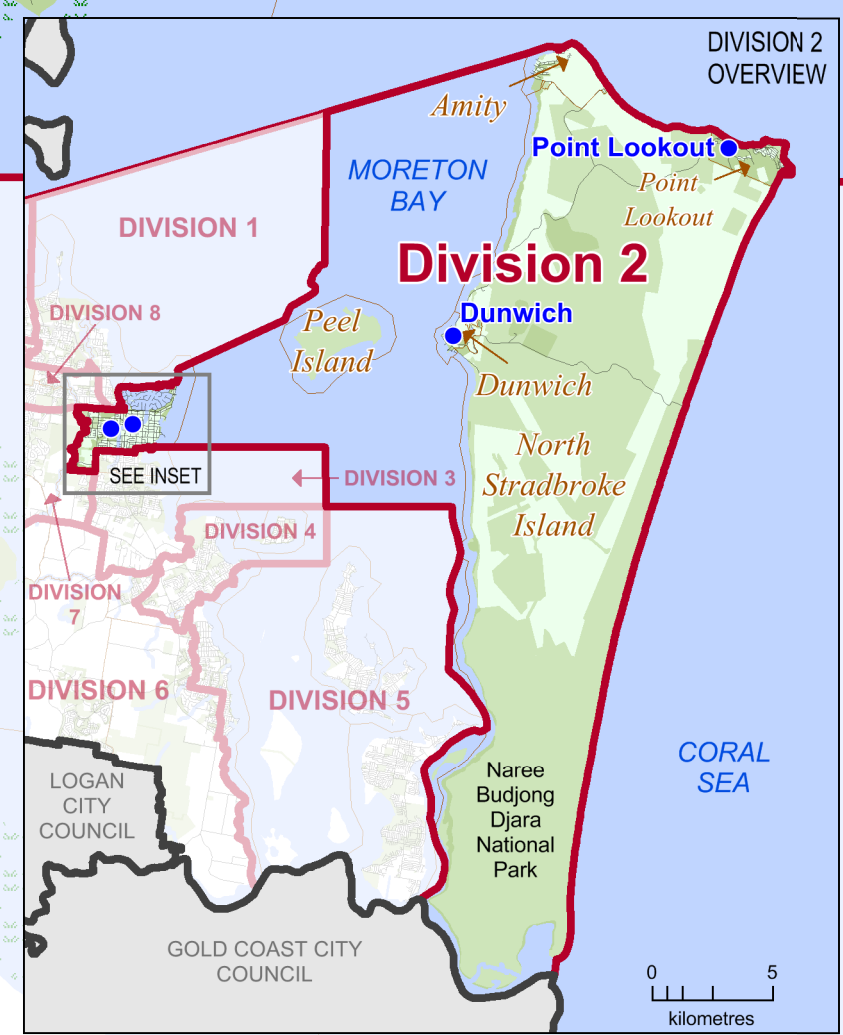 DIVISION 2
OVERVIEW
Amity
Point Lookout
MORETON
BAY
Point
Lookout
DIVISION 1
Division 2
DIVISION 8
Peel
Island
Dunwich
Dunwich
North
Stradbroke
Island
SEE INSET
DIVISION 3
DIVISION 4
DIVISION
7
DIVISION 6
DIVISION 5
CORAL
SEA
LOGAN
CITY
COUNCIL
Naree
Budjong
Djara
National
Park
GOLD COAST CITY
COUNCIL
0 5
kilometres